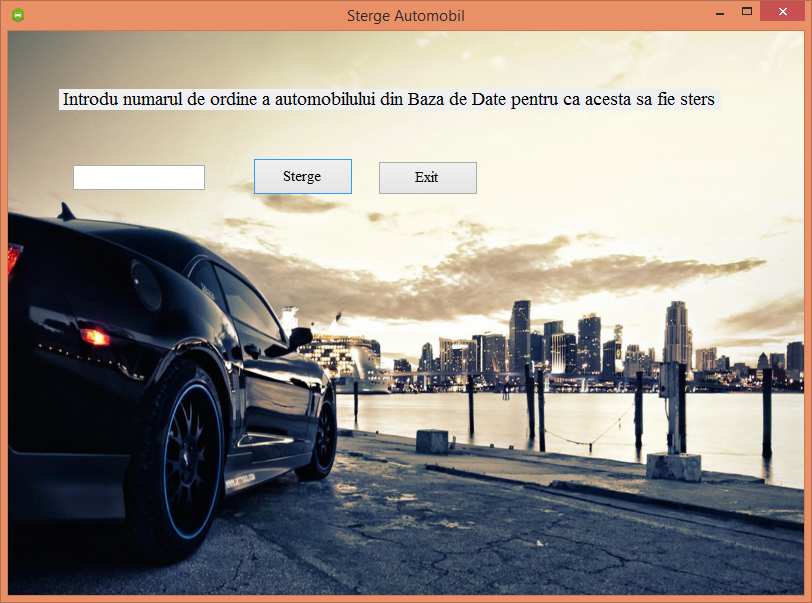 Sterge Automobil
Introdu numarul de ordine a automobilului din Baza de Date pentru ca acesta sa fie sters
Sterge
Exit